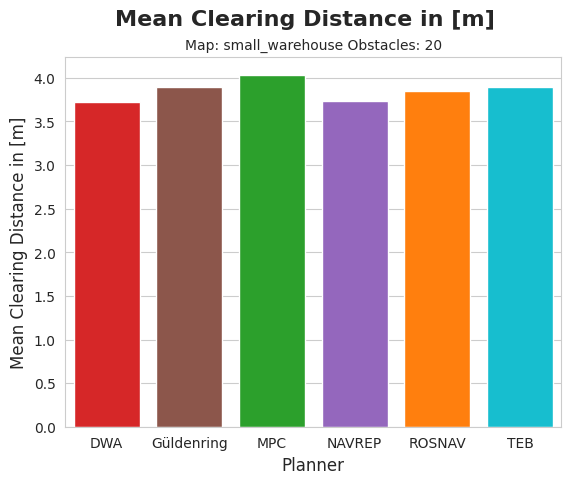 Mean Clearing Distance in [m]
Map: small_warehouse Obstacles: 20
Mean Clearing Distance in [m]
4.0
3.5
3.0
2.5
2.0
1.5
1.0
0.5
0.0
DWA Güldenring MPC NAVREP ROSNAV TEB
Planner